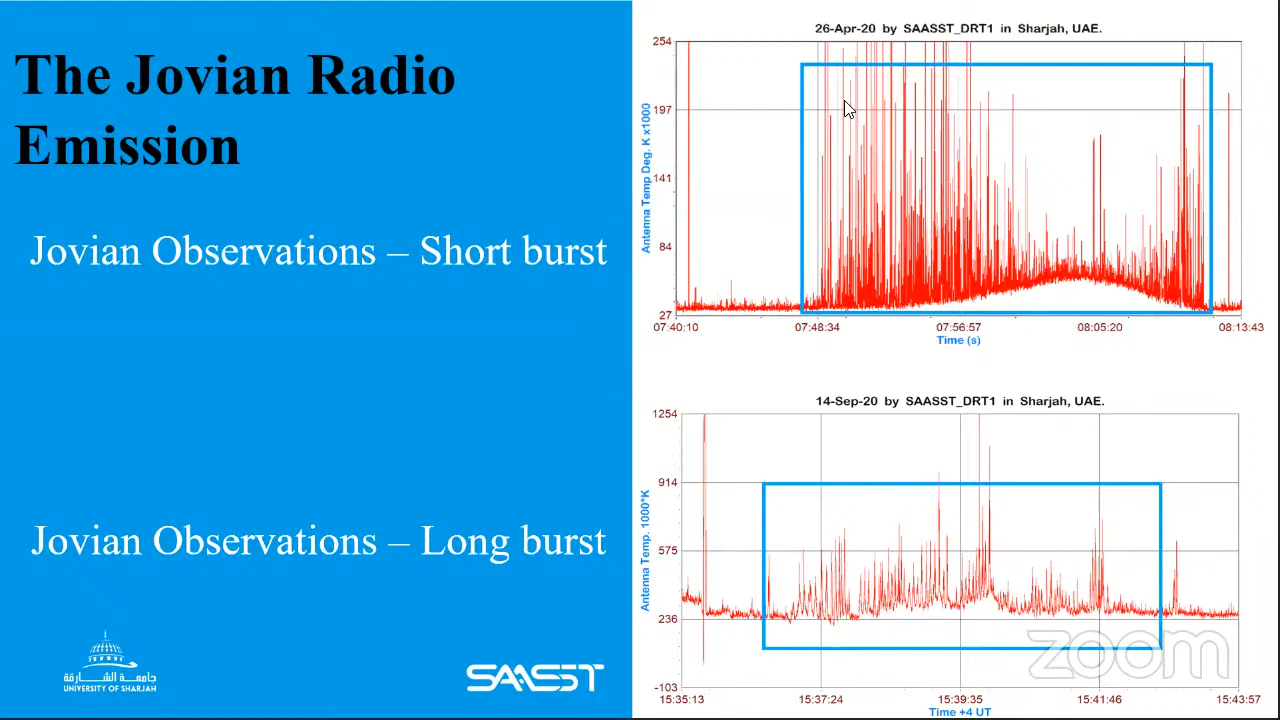 The Jovian Radio
Emission
Jovian Observations – Short burst
Jovian Observations – Long burst
جامعة الشارقة
UNIVERSITY OF SHARJAH
SAASST
26-Apr-20 by SAASST_DRT1 in Sharjah, UAE.
Antenna Temp Deg. K x1000
254
197
141
84
27
07:40:10 07:48:34 07:56:57 08:05:20 08:13:43
Time (s)
14-Sep-20 by SAASST_DRT1 in Sharjah, UAE.
Antenna Temp. 1000*K
1254
914
575
236
-103
15:35:13 15:37:24 15:39:35 15:41:46 15:43:57
Time +4 UT
zoom